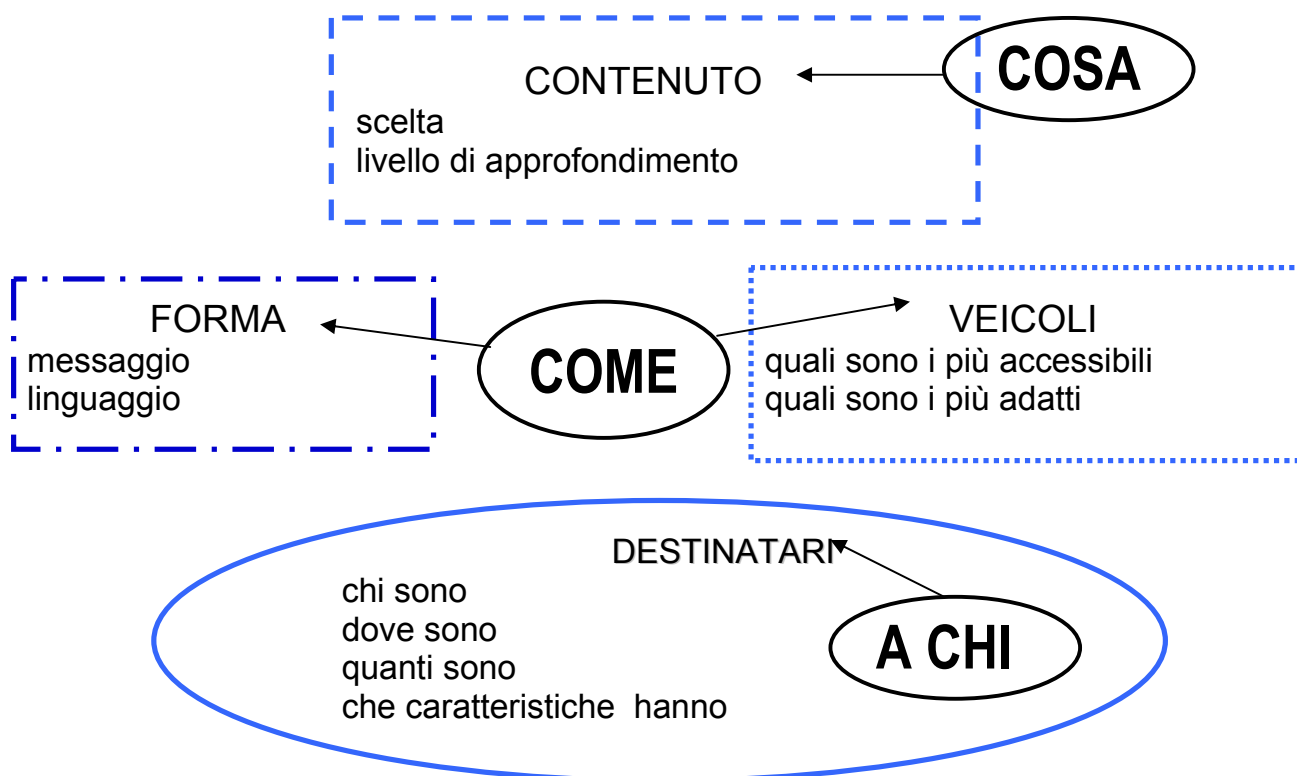 COSA
CONTENUTO
scelta
livello di approfondimento
FORMA
messaggio
linguaggio
COME
VEICOLI
quali sono i più accessibili
quali sono i più adatti
DESTINATARI
chi sono
dove sono
quanti sono
che caratteristiche  hanno
A CHI